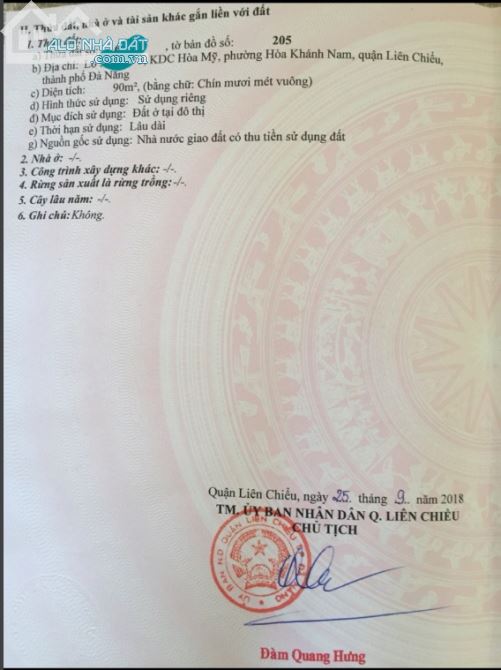 II. Thửa đất, nhà ở và tài sản khác gắn liền với đất
1. Thửa đất:
ALO NHÀ ĐẤT
.com.vn
a) Thửa đất số: , tờ bản đồ số: 205
b) Địa chỉ: KDC Hòa Mỹ, phường Hòa Khánh Nam, quận Liên Chiểu,
thành phố Đà Nẵng
c) Diện tích: 90m², (bằng chữ: Chín mươi mét vuông)
d) Hình thức sử dụng: Sử dụng riêng
đ) Mục đích sử dụng: Đất ở tại đô thị
e) Thời hạn sử dụng: Lâu dài
g) Nguồn gốc sử dụng: Nhà nước giao đất có thu tiền sử dụng đất
2. Nhà ở: -/-
3. Công trình xây dựng khác: -/-
4. Rừng sản xuất là rừng trồng:-/-
5. Cây lâu năm: -/-
6. Ghi chú: Không.
Quận Liên Chiểu, ngày 25 tháng 9 năm 2018
TM. ỦY BAN NHÂN DÂN Q. LIÊN CHIỂU
CHỦ TỊCH
ỦY BAN ND QUẬN LIÊN CHIỂU
Đàm Quang Hưng